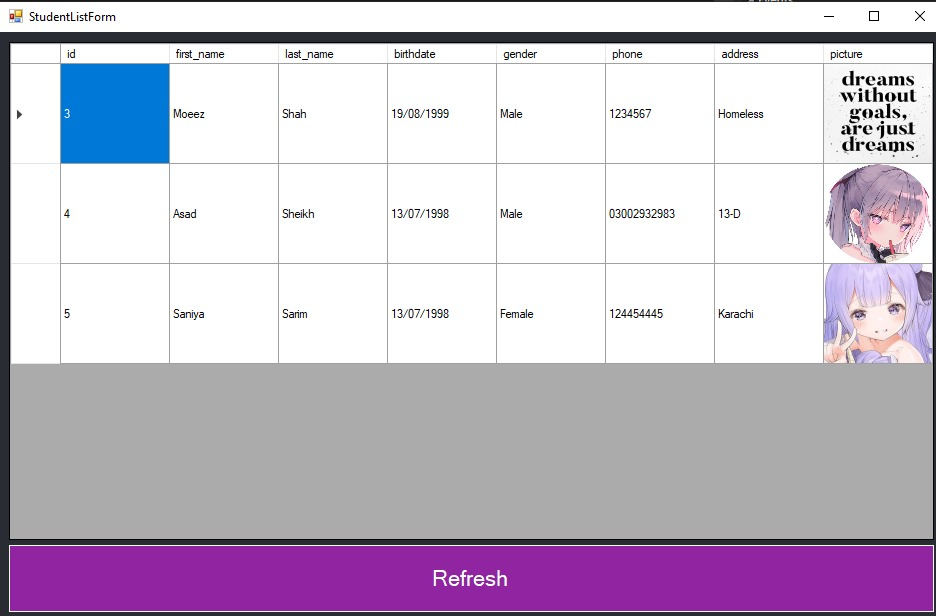 StudentListForm
id first_name last_name birthdate gender phone address picture
3 Moeez Shah 19/08/1999 Male 1234567 Homeless
dreams
without
goals,
are just
dreams
4 Asad Sheikh 13/07/1998 Male 03002932983 13-D
5 Saniya Sarim 13/07/1998 Female 124454445 Karachi
Refresh